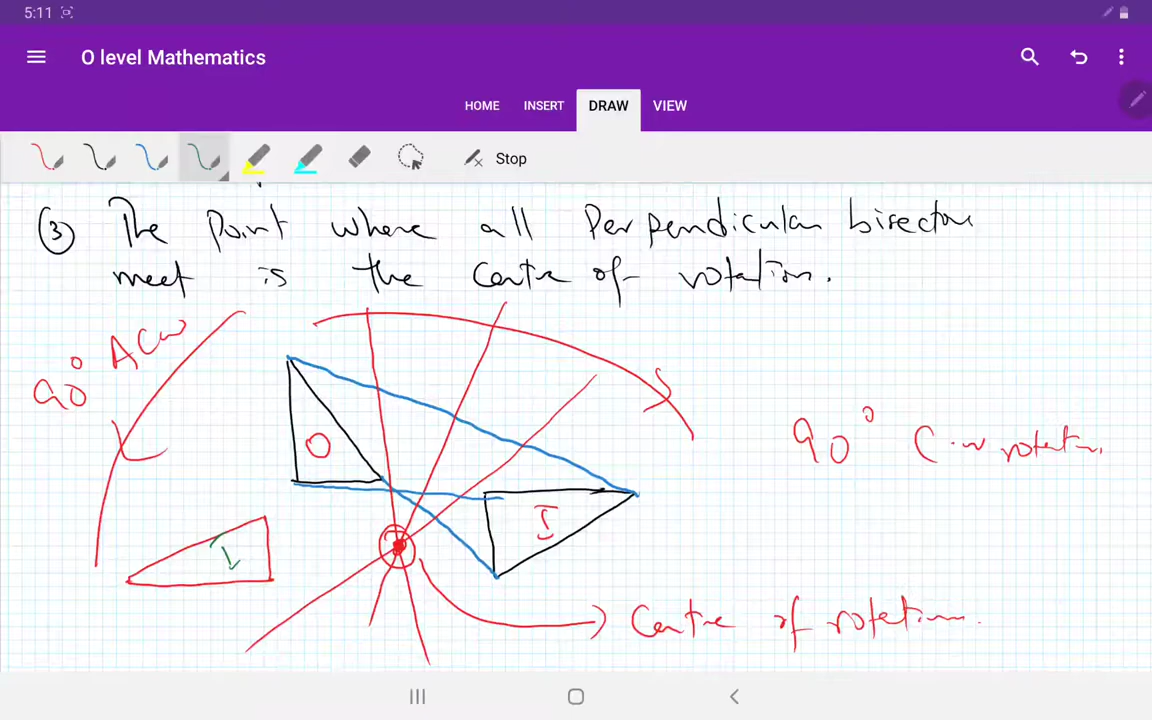 5:11
O level Mathematics
HOME INSERT DRAW VIEW
Stop
(3) The Point where all Perpendicular bisectors
meet is the Centre of rotation.
90° ACW
O
90° C.w rotation.
I
Centre of rotation.